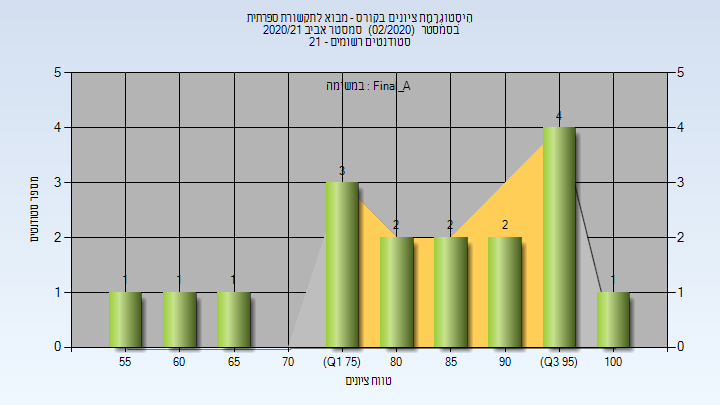 היסטוגרמת ציונים בקורס - מבוא לתקשורת ספרתית
בסמסטר (02/2020) סמסטר אביב 2020/21
סטודנטים רשומים - 21
במשימה : Final_A
5 5
4 4
3 3
2 2
1 1
0 0
1 1 1 3 2 2 2 4 1
55 60 65 70 (Q1 75) 80 85 90 (Q3 95) 100
מספר סטודנטים
טווח ציונים